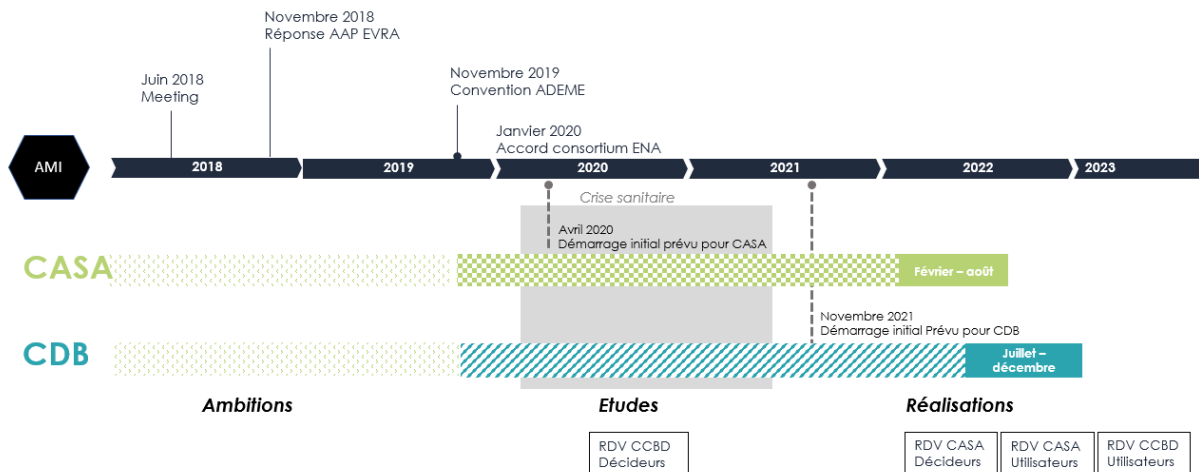 Novembre 2018
Réponse AAP EVRA
Juin 2018
Meeting
Novembre 2019
Convention ADEME
Janvier 2020
Accord consortium ENA
AMI
2018
2019
2020
2021
2022
2023
Crise sanitaire
Avril 2020
Démarrage initial prévu pour CASA
CASA
Février – août
Novembre 2021
Démarrage initial Prévu pour CDB
CDB
Juillet –
décembre
Ambitions
Etudes
Réalisations
RDV CCBD
Décideurs
RDV CASA
Décideurs
RDV CASA
Utilisateurs
RDV CCBD
Utilisateurs